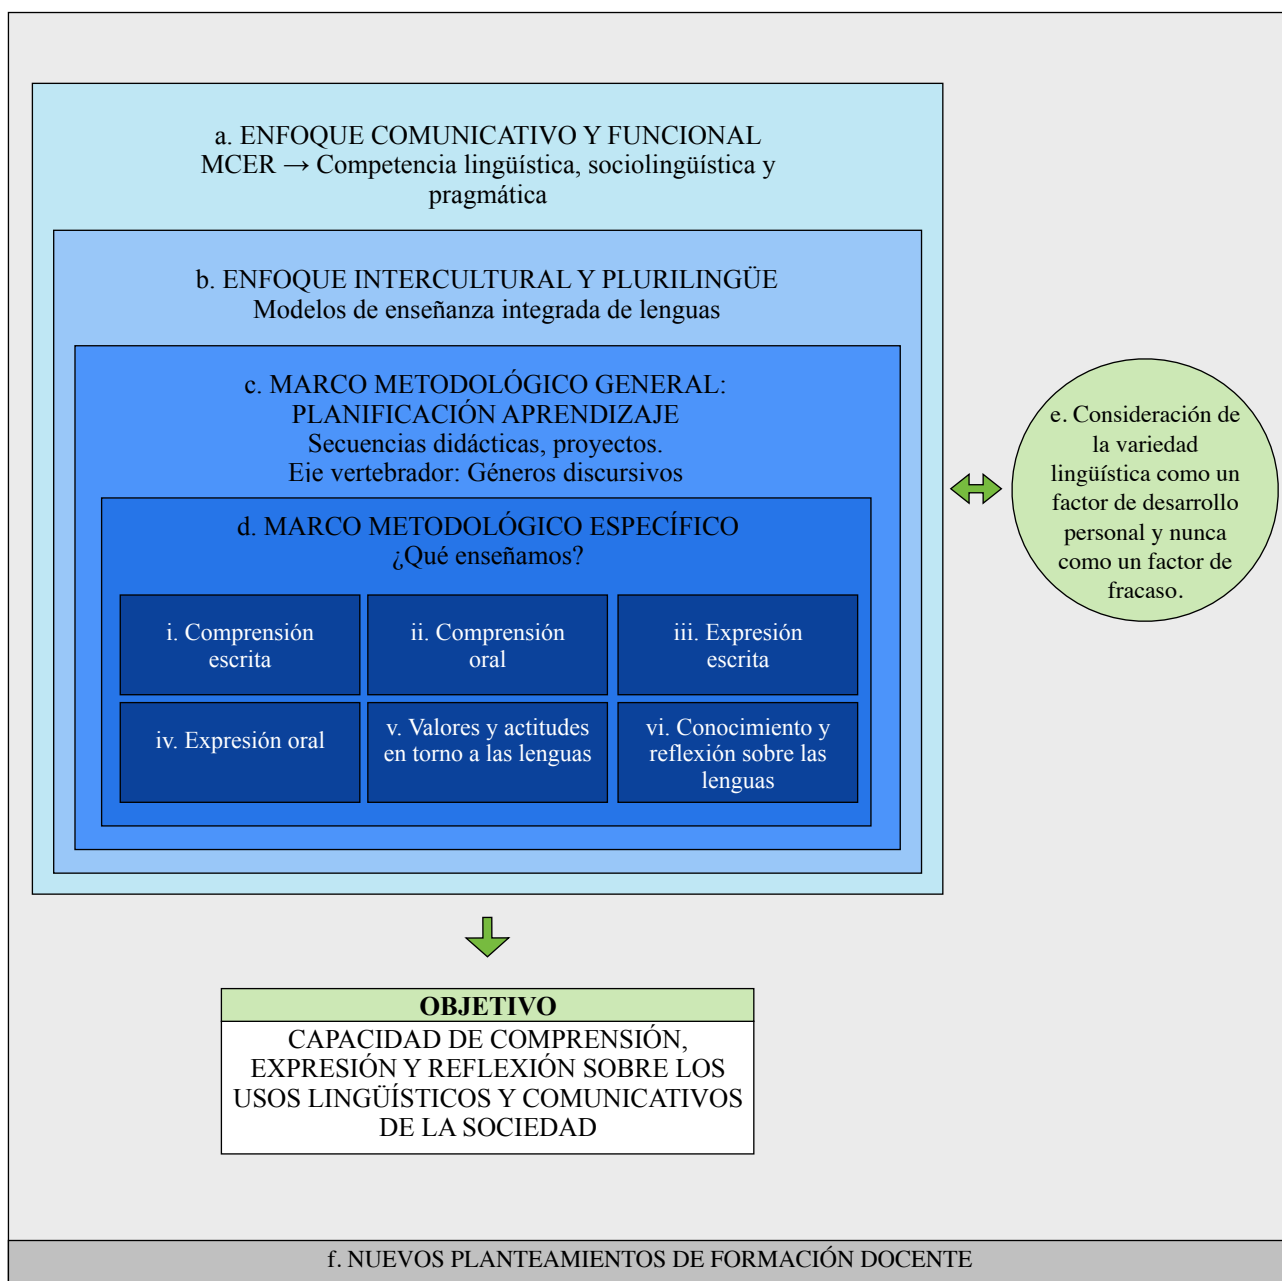 a. ENFOQUE COMUNICATIVO Y FUNCIONAL
MCER → Competencia lingüística, sociolingüística y
pragmática
b. ENFOQUE INTERCULTURAL Y PLURILINGÜE
Modelos de enseñanza integrada de lenguas
c. MARCO METODOLÓGICO GENERAL:
PLANIFICACIÓN APRENDIZAJE
Secuencias didácticas, proyectos.
Eje vertebrador: Géneros discursivos
d. MARCO METODOLÓGICO ESPECÍFICO
¿Qué enseñamos?
i. Comprensión
escrita
ii. Comprensión
oral
iii. Expresión
escrita
iv. Expresión oral
v. Valores y actitudes
en torno a las lenguas
vi. Conocimiento y
reflexión sobre las
lenguas
e. Consideración de
la variedad
lingüística como un
factor de desarrollo
personal y nunca
como un factor de
fracaso.
OBJETIVO
CAPACIDAD DE COMPRENSIÓN,
EXPRESIÓN Y REFLEXIÓN SOBRE LOS
USOS LINGÜÍSTICOS Y COMUNICATIVOS
DE LA SOCIEDAD
f. NUEVOS PLANTEAMIENTOS DE FORMACIÓN DOCENTE